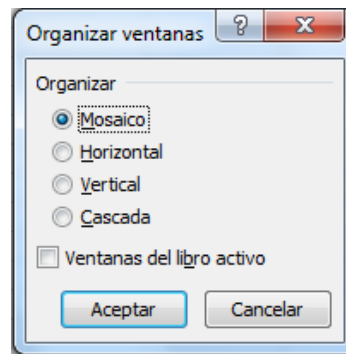 Organizar ventanas
Organizar
Mosaico
Horizontal
Vertical
Cascada
Ventanas del libro activo
Aceptar Cancelar